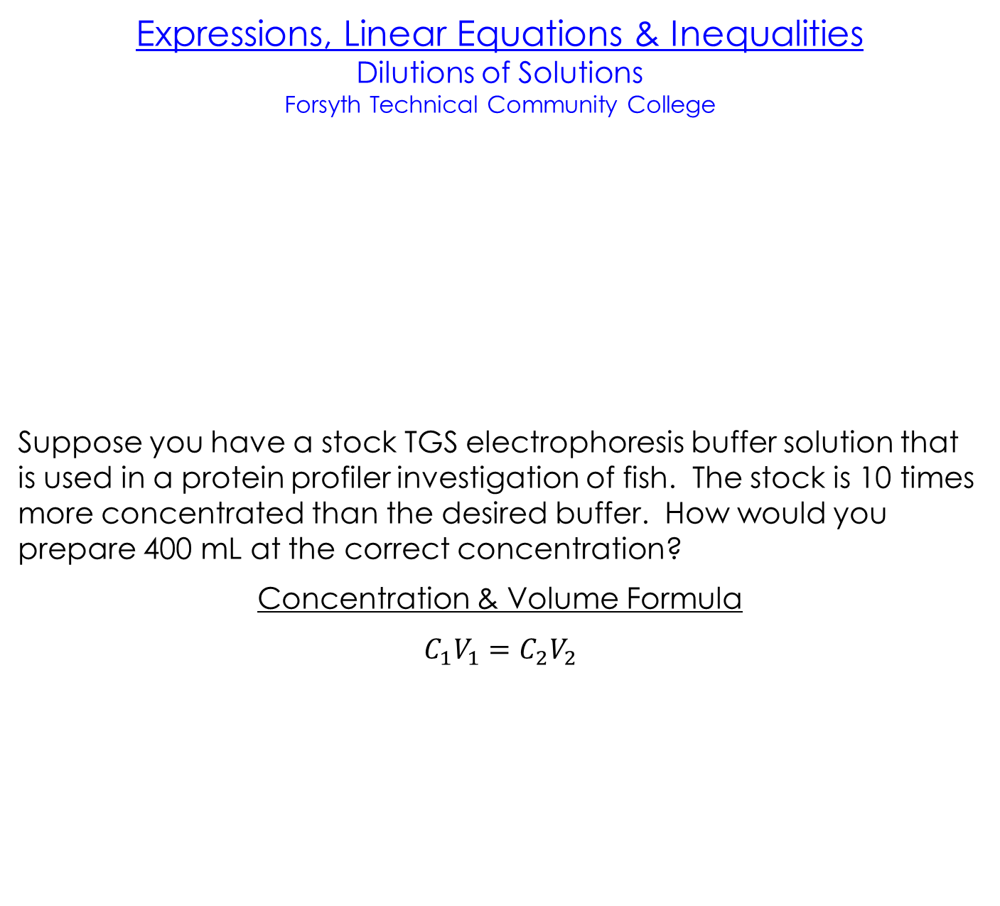 Expressions, Linear Equations & Inequalities
Dilutions of Solutions
Forsyth Technical Community College
Suppose you have a stock TGS electrophoresis buffer solution that
is used in a protein profiler investigation of fish.  The stock is 10 times
more concentrated than the desired buffer.  How would you
prepare 400 mL at the correct concentration?
Concentration & Volume Formula
𝐶₁𝑉₁ = 𝐶₂𝑉₂